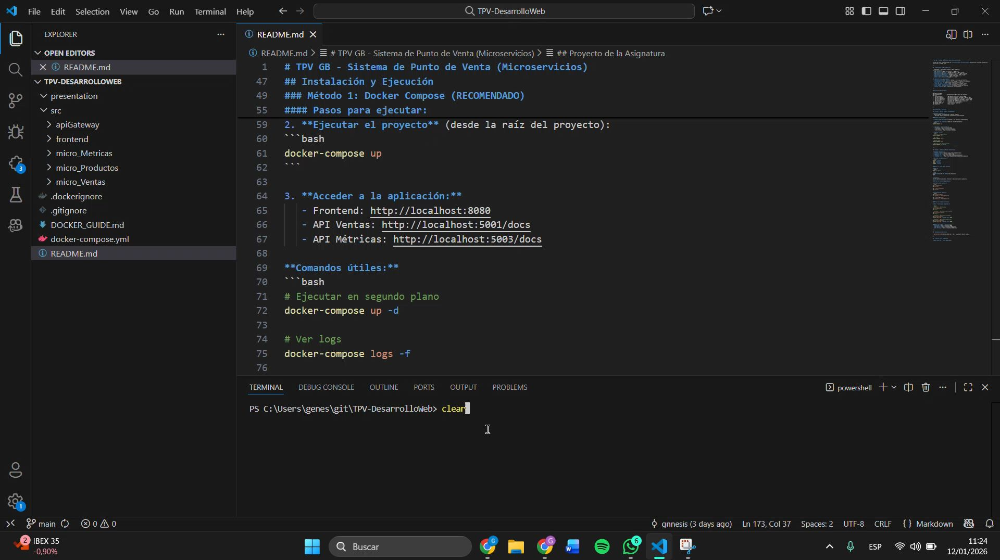 File Edit Selection View Go Run Terminal Help
TPV-DesarrolloWeb
EXPLORER
OPEN EDITORS
README.md
TPV-DESARROLLOWEB
presentation
src
apiGateway
frontend
micro_Metricas
micro_Productos
micro_Ventas
.dockerignore
.gitignore
DOCKER_GUIDE.md
docker-compose.yml
README.md
3
1
README.md
README.md > # TPV GB - Sistema de Punto de Venta (Microservicios) > ## Proyecto de la Asignatura
1 # TPV GB - Sistema de Punto de Venta (Microservicios)
47 ## Instalación y Ejecución
49 ### Método 1: Docker Compose (RECOMENDADO)
55 #### Pasos para ejecutar:
59 2. **Ejecutar el proyecto** (desde la raíz del proyecto):
60 ```bash
61 docker-compose up
62 ```
63
64 3. **Acceder a la aplicación:**
65 - Frontend: http://localhost:8080
66 - API Ventas: http://localhost:5001/docs
67 - API Métricas: http://localhost:5003/docs
68
69 **Comandos útiles:**
70 ```bash
71 # Ejecutar en segundo plano
72 docker-compose up -d
73
74 # Ver logs
75 docker-compose logs -f
76
TERMINAL DEBUG CONSOLE OUTLINE PORTS OUTPUT PROBLEMS
powershell
PS C:\Users\genes\git\TPV-DesarrolloWeb> clear
main 0 0
gnnesis (3 days ago) Ln 173, Col 37 Spaces: 2 UTF-8 CRLF {} Markdown
2 IBEX 35
-0,90%
Buscar
G
G
W
6
ESP
11:24
12/01/2026